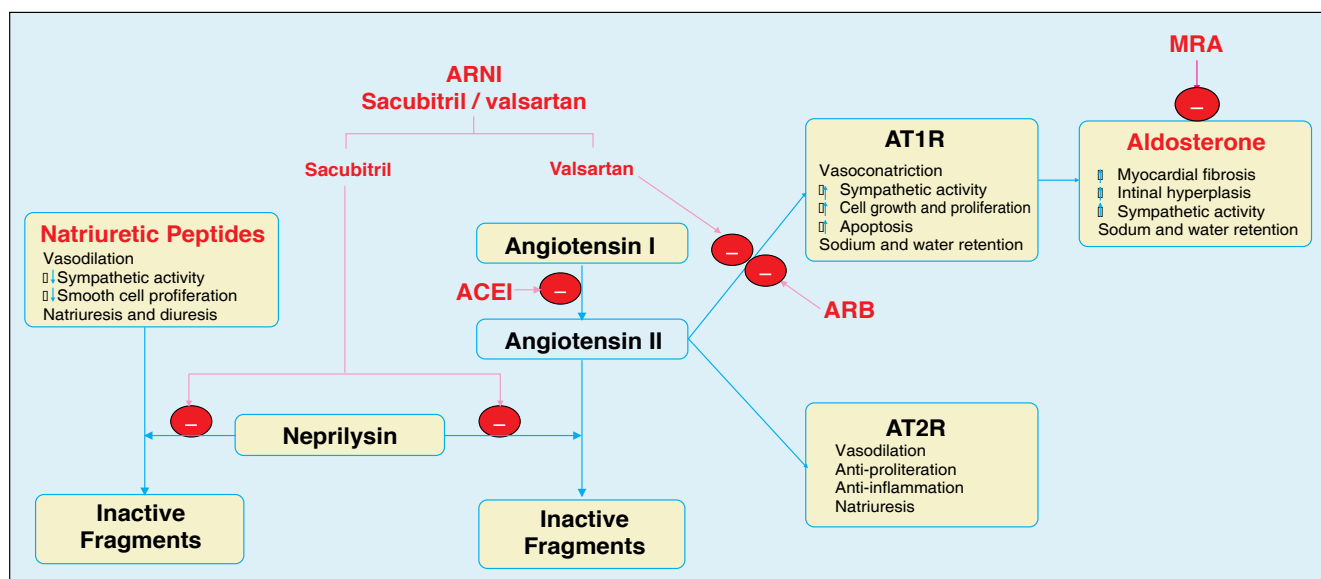 MRA
ARNI
Sacubitril / valsartan
Sacubitril
Valsartan
Natriuretic Peptides
Vasodilation
↓Sympathetic activity
↓Smooth cell profiferation
Natriuresis and diuresis
Angiotensin I
ACEI
–
Angiotensin II
–
–
ARB
AT1R
Vasoconatriction
↑ Sympathetic activity
↑ Cell growth and proliferation
↑ Apoptosis
Sodium and water retention
–
Aldosterone
↑ Myocardial fibrosis
↑ Intinal hyperplasis
↑ Sympathetic activity
Sodum and water retention
–
Neprilysin
–
AT2R
Vasodilation
Anti-proliteration
Anti-inflammation
Natriuresis
Inactive
Fragments
Inactive
Fragments